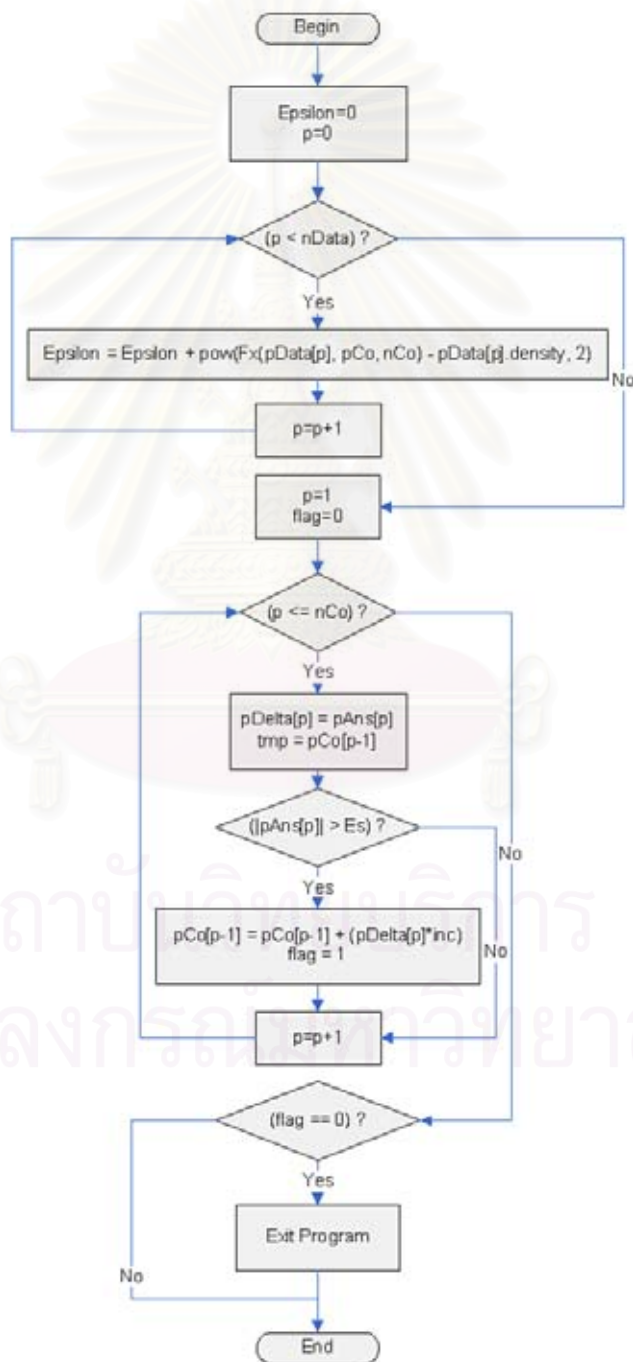 Begin
Epsilon=0
p=0
(p < nData) ?
Yes
No
Epsilon = Epsilon + pow(Fx(pData[p], pCo, nCo) - pData[p].density, 2)
p=p+1
p=1
flag=0
(p <= nCo) ?
Yes
No
pDelta[p] = pAns[p]
tmp = pCo[p-1]
(|pAns[p]| > Es) ?
Yes
No
pCo[p-1] = pCo[p-1] + (pDelta[p]*inc)
flag = 1
p=p+1
(flag == 0) ?
Yes
No
Exit Program
End